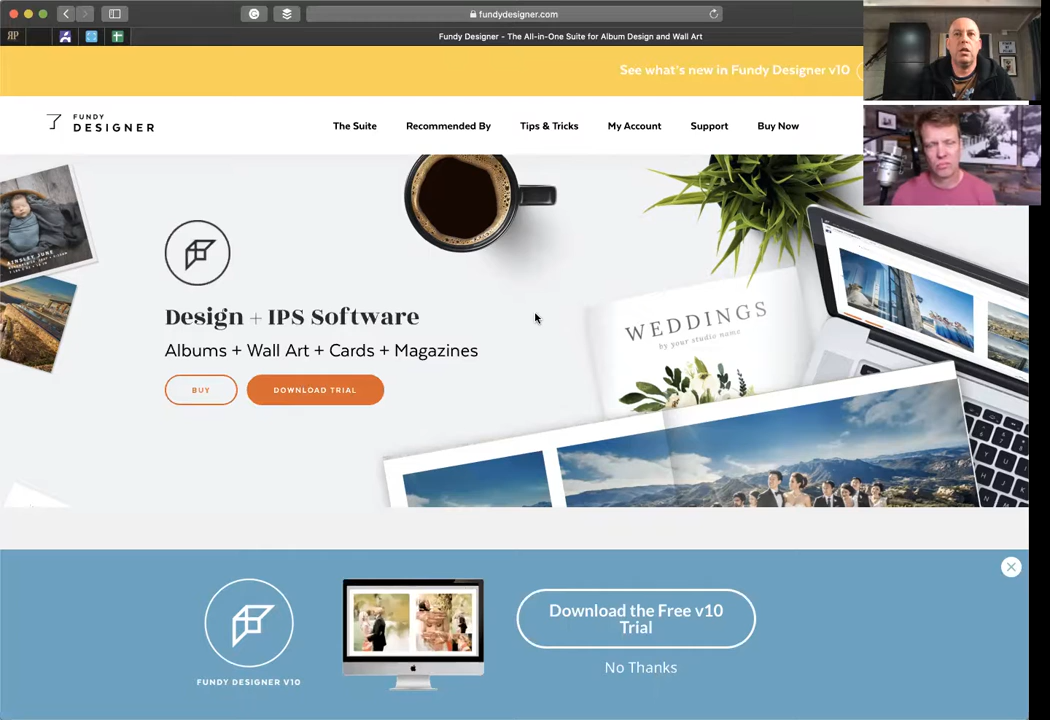 fundydesigner.com
Fundy Designer - The All-in-One Suite for Album Design and Wall Art
See what's new in Fundy Designer v10
FUNDY
DESIGNER
The Suite
Recommended By
Tips & Tricks
My Account
Support
Buy Now
Design + IPS Software
Albums + Wall Art + Cards + Magazines
BUY
DOWNLOAD TRIAL
WEDDINGS
by your studio name
Download the Free v10
Trial
No Thanks
FUNDY DESIGNER V10